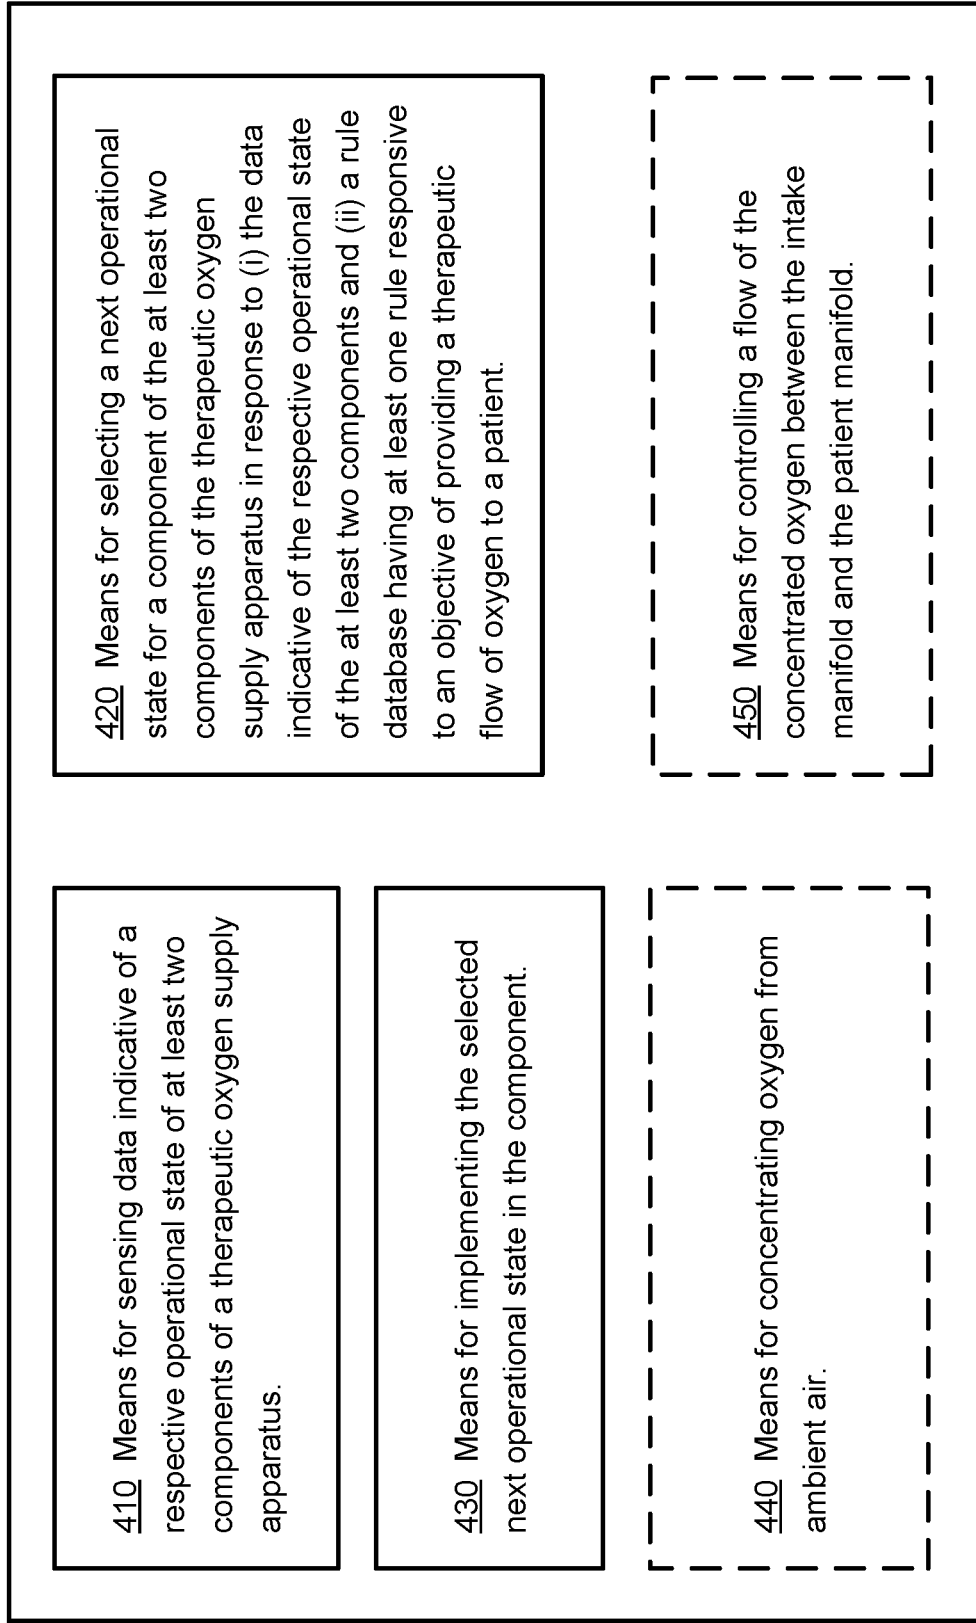 410 Means for sensing data indicative of a
respective operational state of at least two
components of a therapeutic oxygen supply
apparatus.
420 Means for selecting a next operational
state for a component of the at least two
components of the therapeutic oxygen
supply apparatus in response to (i) the data
indicative of the respective operational state
of the at least two components and (ii) a rule
database having at least one rule responsive
to an objective of providing a therapeutic
flow of oxygen to a patient.
430 Means for implementing the selected
next operational state in the component.
440 Means for concentrating oxygen from
ambient air.
450 Means for controlling a flow of the
concentrated oxygen between the intake
manifold and the patient manifold.